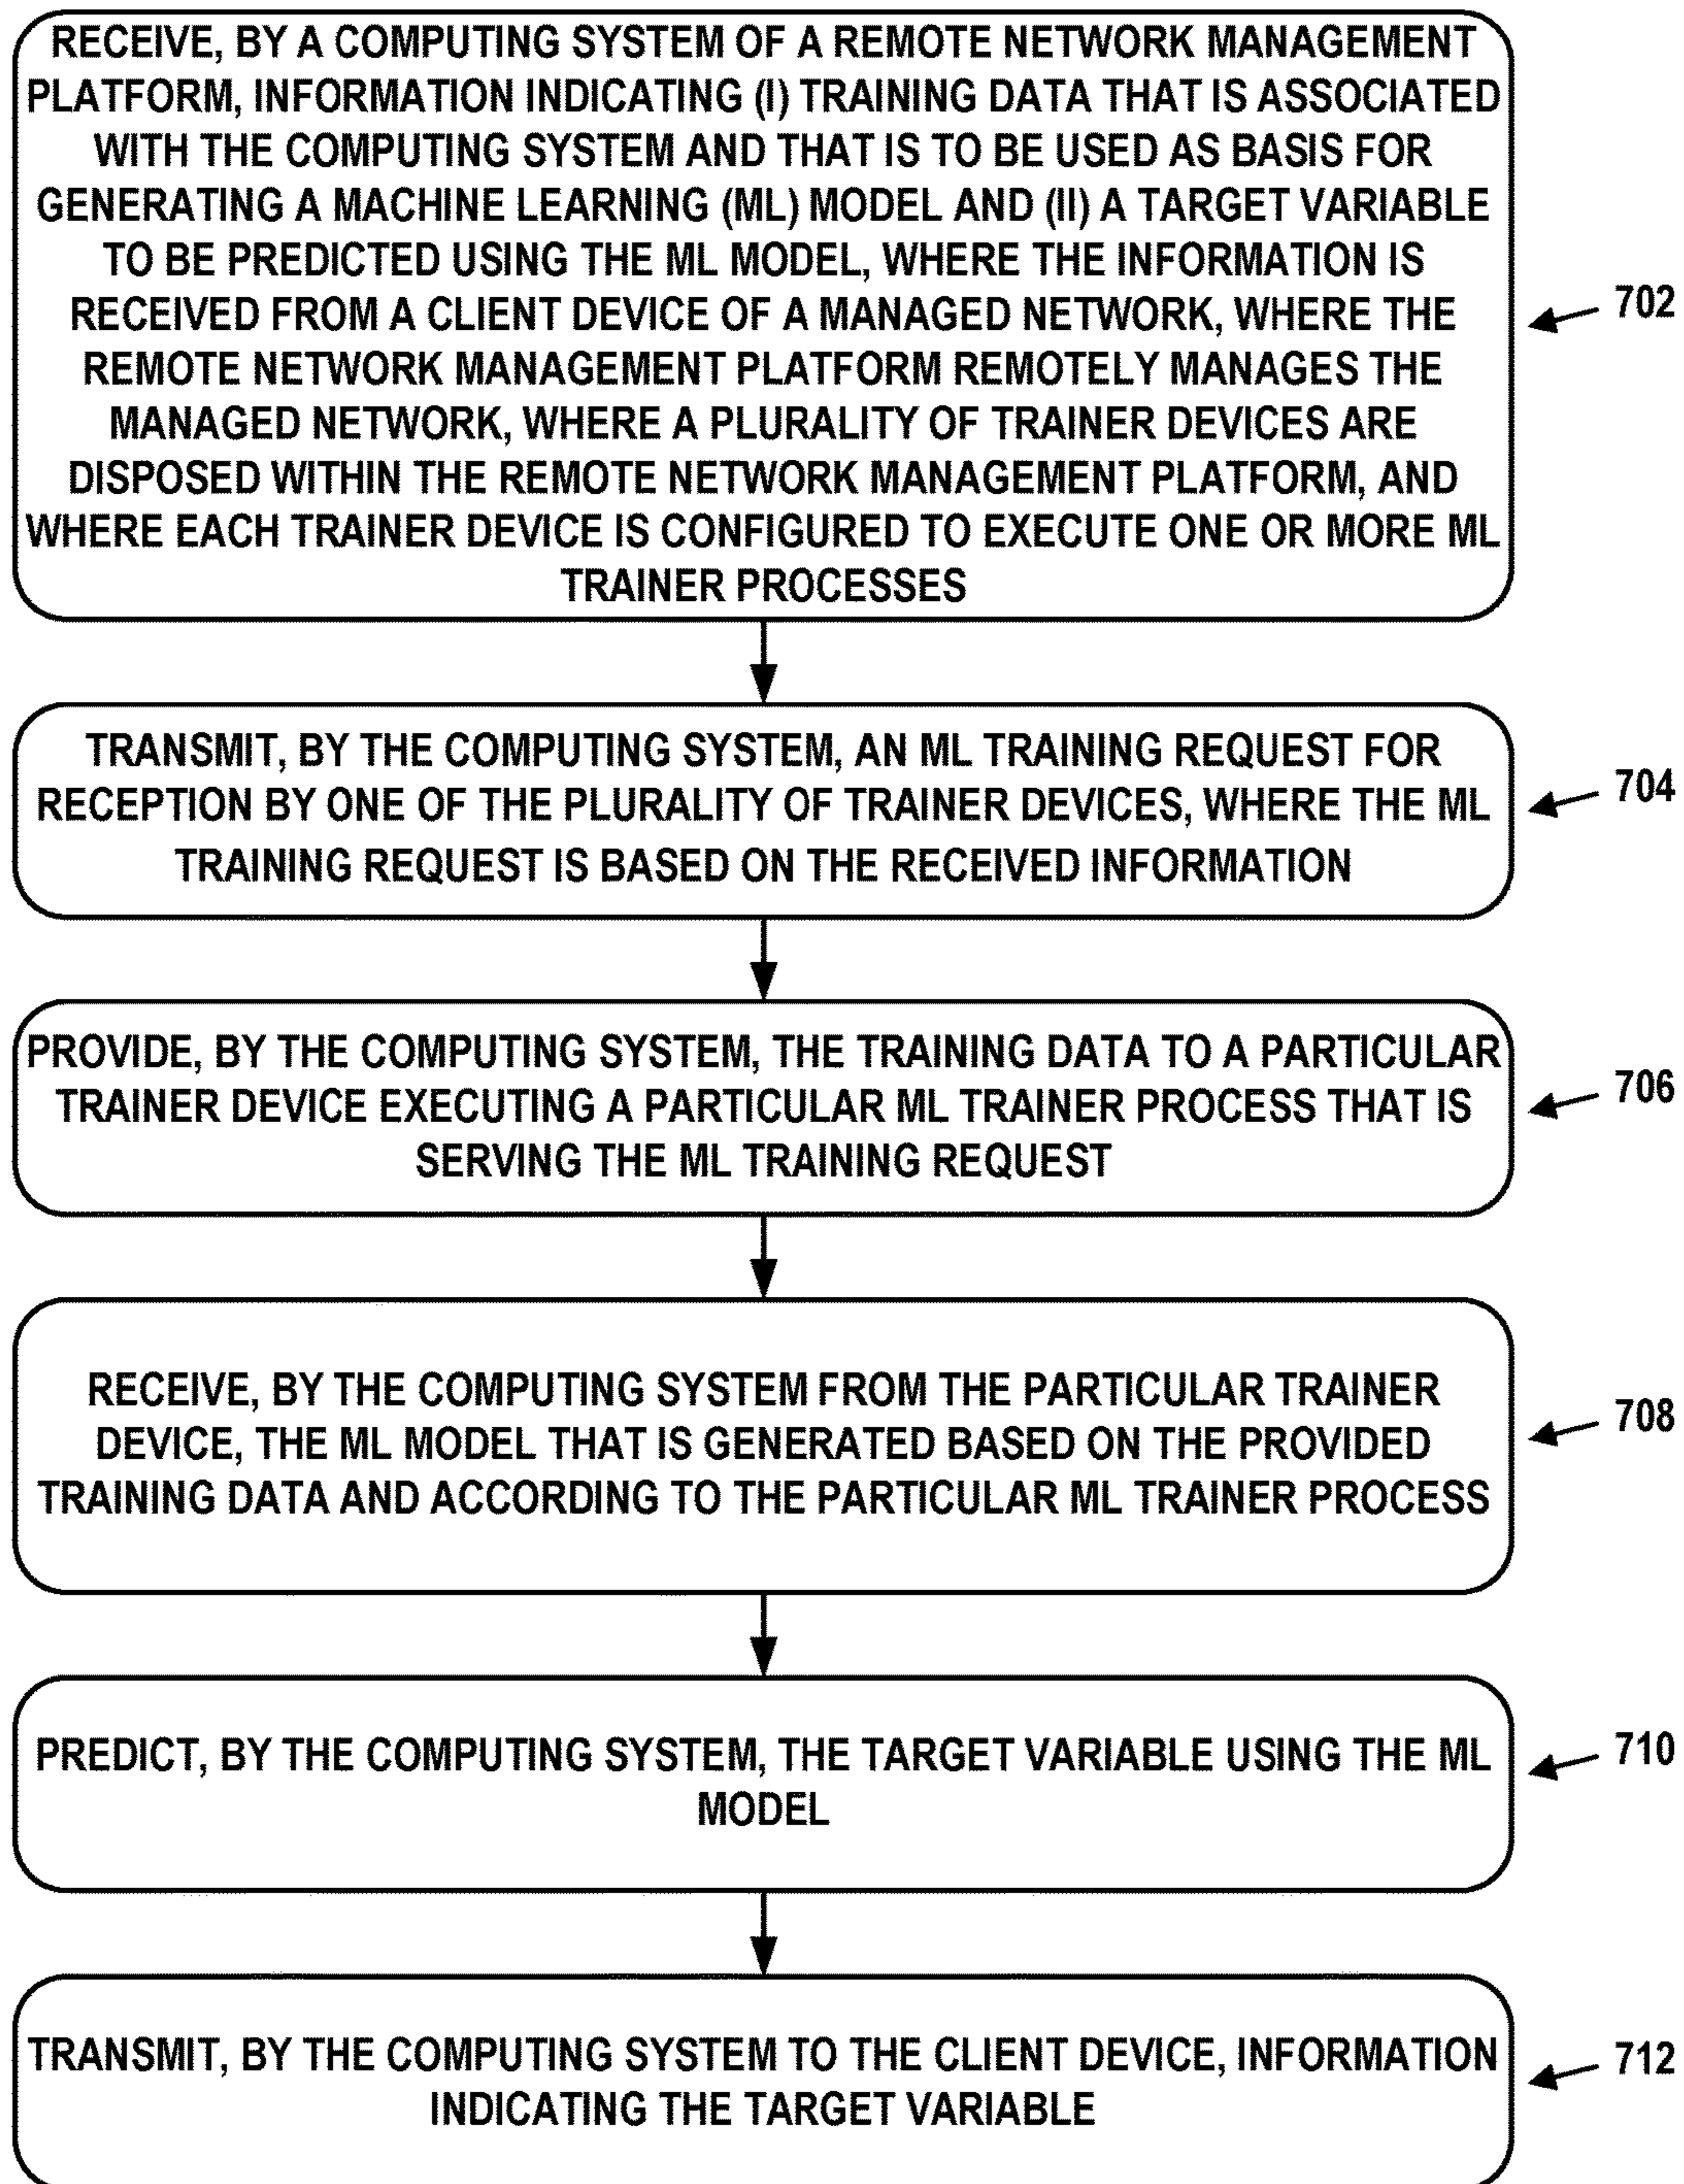 RECEIVE, BY A COMPUTING SYSTEM OF A REMOTE NETWORK MANAGEMENT
PLATFORM, INFORMATION INDICATING (I) TRAINING DATA THAT IS ASSOCIATED
WITH THE COMPUTING SYSTEM AND THAT IS TO BE USED AS BASIS FOR
GENERATING A MACHINE LEARNING (ML) MODEL AND (II) A TARGET VARIABLE
TO BE PREDICTED USING THE ML MODEL, WHERE THE INFORMATION IS
RECEIVED FROM A CLIENT DEVICE OF A MANAGED NETWORK, WHERE THE
REMOTE NETWORK MANAGEMENT PLATFORM REMOTELY MANAGES THE
MANAGED NETWORK, WHERE A PLURALITY OF TRAINER DEVICES ARE
DISPOSED WITHIN THE REMOTE NETWORK MANAGEMENT PLATFORM, AND
WHERE EACH TRAINER DEVICE IS CONFIGURED TO EXECUTE ONE OR MORE ML
TRAINER PROCESSES
702
TRANSMIT, BY THE COMPUTING SYSTEM, AN ML TRAINING REQUEST FOR
RECEPTION BY ONE OF THE PLURALITY OF TRAINER DEVICES, WHERE THE ML
TRAINING REQUEST IS BASED ON THE RECEIVED INFORMATION
704
PROVIDE, BY THE COMPUTING SYSTEM, THE TRAINING DATA TO A PARTICULAR
TRAINER DEVICE EXECUTING A PARTICULAR ML TRAINER PROCESS THAT IS
SERVING THE ML TRAINING REQUEST
706
RECEIVE, BY THE COMPUTING SYSTEM FROM THE PARTICULAR TRAINER
DEVICE, THE ML MODEL THAT IS GENERATED BASED ON THE PROVIDED
TRAINING DATA AND ACCORDING TO THE PARTICULAR ML TRAINER PROCESS
708
PREDICT, BY THE COMPUTING SYSTEM, THE TARGET VARIABLE USING THE ML
MODEL
710
TRANSMIT, BY THE COMPUTING SYSTEM TO THE CLIENT DEVICE, INFORMATION
INDICATING THE TARGET VARIABLE
712